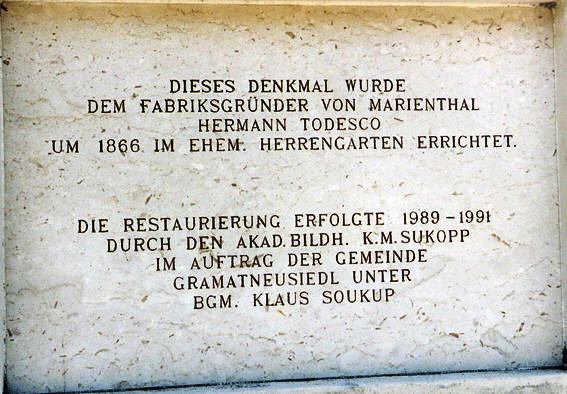 DIESES DENKMAL WURDE
DEM FABRIKSGRÜNDER VON MARIENTHAL
HERMANN TODESCO
UM 1866 IM EHEM. HERRENGARTEN ERRICHTET.
DIE RESTAURIERUNG ERFOLGTE 1989 – 1991
DURCH DEN AKAD. BILDH. K.M. SUKOPP
IM AUFTRAG DER GEMEINDE
GRAMATNEUSIEDL UNTER
BGM. KLAUS SOUKUP